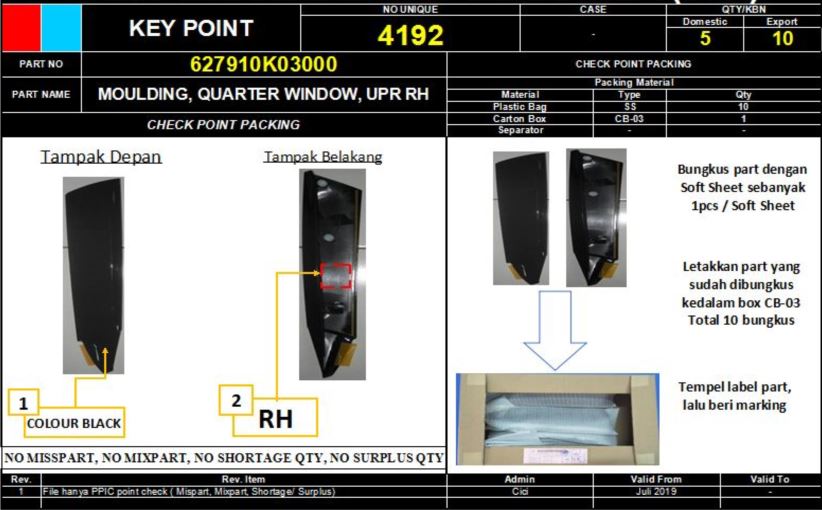 KEY POINT
NO UNIQUE
4192
CASE
-
QTY/KBN
Domestic
Export
5
10
PART NO
627910K03000
CHECK POINT PACKING
PART NAME
MOULDING, QUARTER WINDOW, UPR RH
Packing Material
Material Type Qty
Plastic Bag SS 10
Carton Box CB-03 1
Separator - -
CHECK POINT PACKING
Tampak Depan
Tampak Belakang
1
COLOUR BLACK
2
RH
Bungkus part dengan
Soft Sheet sebanyak
1pcs / Soft Sheet
Letakkan part yang
sudah dibungkus
kedalam box CB-03
Total 10 bungkus
Tempel label part,
lalu beri marking
NO MISSPART, NO MIXPART, NO SHORTAGE QTY, NO SURPLUS QTY
Rev. Rev. Item Admin Valid From Valid To
1 File hanya PPIC point check ( Mispart, Mixpart, Shortage/ Surplus) Cici Juli 2019 -